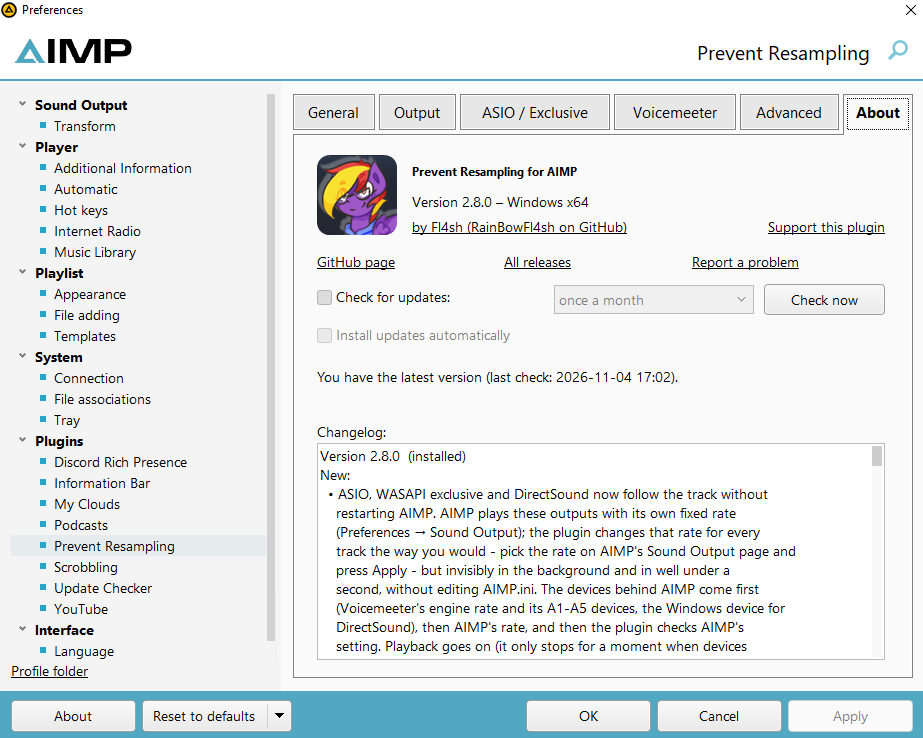 Preferences
AIMP
Prevent Resampling
Sound Output
Transform
Player
Additional Information
Automatic
Hot keys
Internet Radio
Music Library
Playlist
Appearance
File adding
Templates
System
Connection
File associations
Tray
Plugins
Discord Rich Presence
Information Bar
My Clouds
Podcasts
Prevent Resampling
Scrobbling
Update Checker
YouTube
Interface
Language
Profile folder
General Output ASIO / Exclusive Voicemeeter Advanced About
Prevent Resampling for AIMP
Version 2.8.0 – Windows x64
by Fl4sh (RainBowFl4sh on GitHub) Support this plugin
GitHub page All releases Report a problem
Check for updates: once a month Check now
Install updates automatically
You have the latest version (last check: 2026-11-04 17:02).
Changelog:
Version 2.8.0 (installed)
New:
• ASIO, WASAPI exclusive and DirectSound now follow the track without
restarting AIMP. AIMP plays these outputs with its own fixed rate
(Preferences → Sound Output); the plugin changes that rate for every
track the way you would - pick the rate on AIMP's Sound Output page and
press Apply - but invisibly in the background and in well under a
second, without editing AIMP.ini. The devices behind AIMP come first
(Voicemeeter's engine rate and its A1-A5 devices, the Windows device for
DirectSound), then AIMP's rate, and then the plugin checks AIMP's
setting. Playback goes on (it only stops for a moment when devices
About Reset to defaults OK Cancel Apply